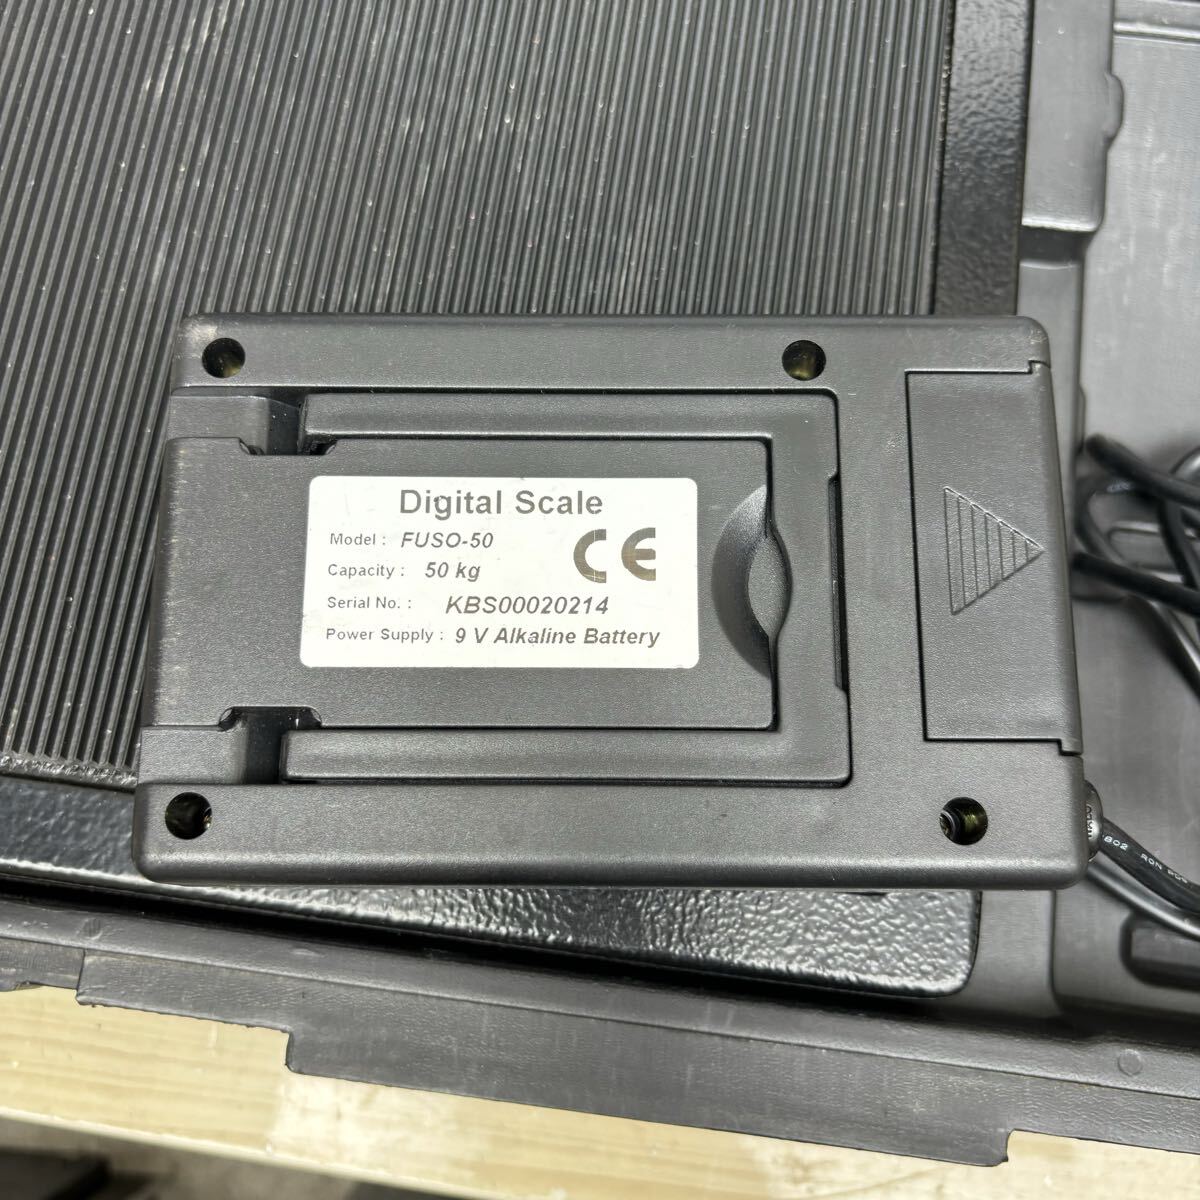 Digital Scale
Model : FUSO-50
Capacity : 50 kg
CE
Serial No. : KBS00020214
Power Supply : 9 V Alkaline Battery